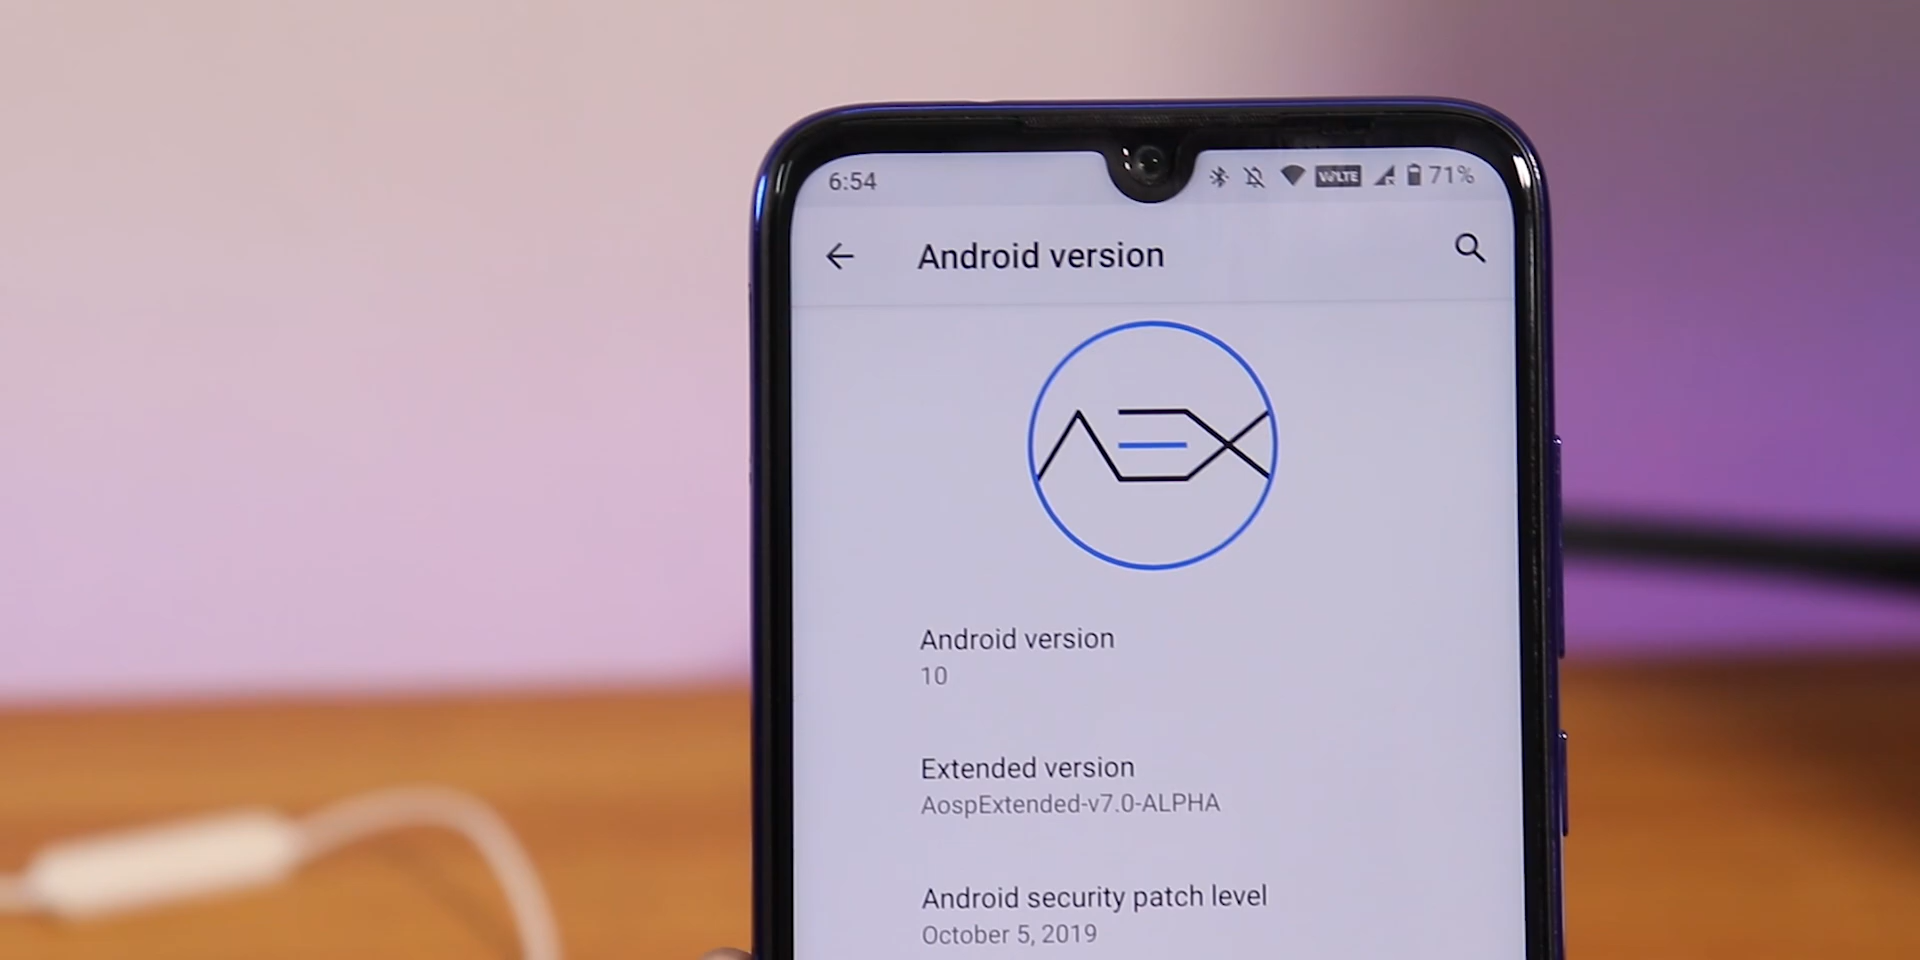 6:54 VoLTE 71%
Android version
AEX
Android version
10
Extended version
AospExtended-v7.0-ALPHA
Android security patch level
October 5, 2019